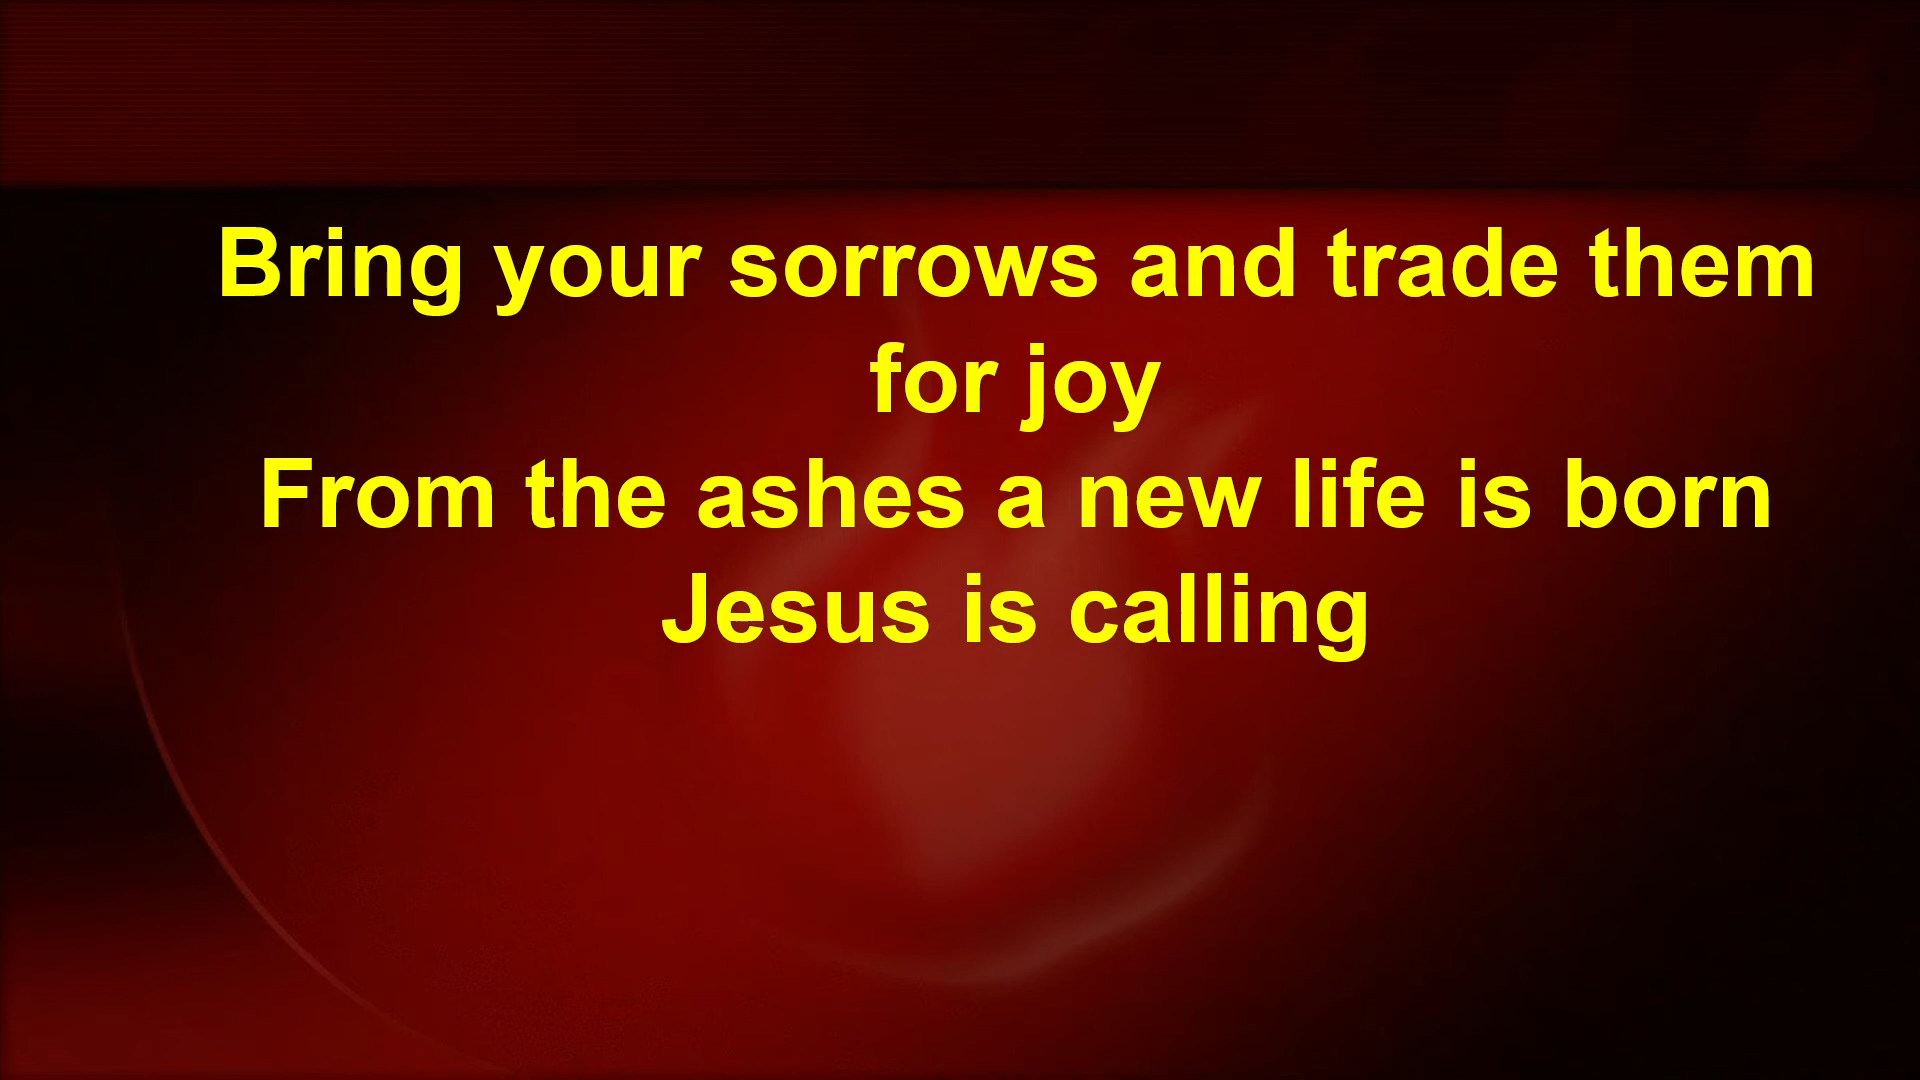 Bring your sorrows and trade them
for joy
From the ashes a new life is born
Jesus is calling